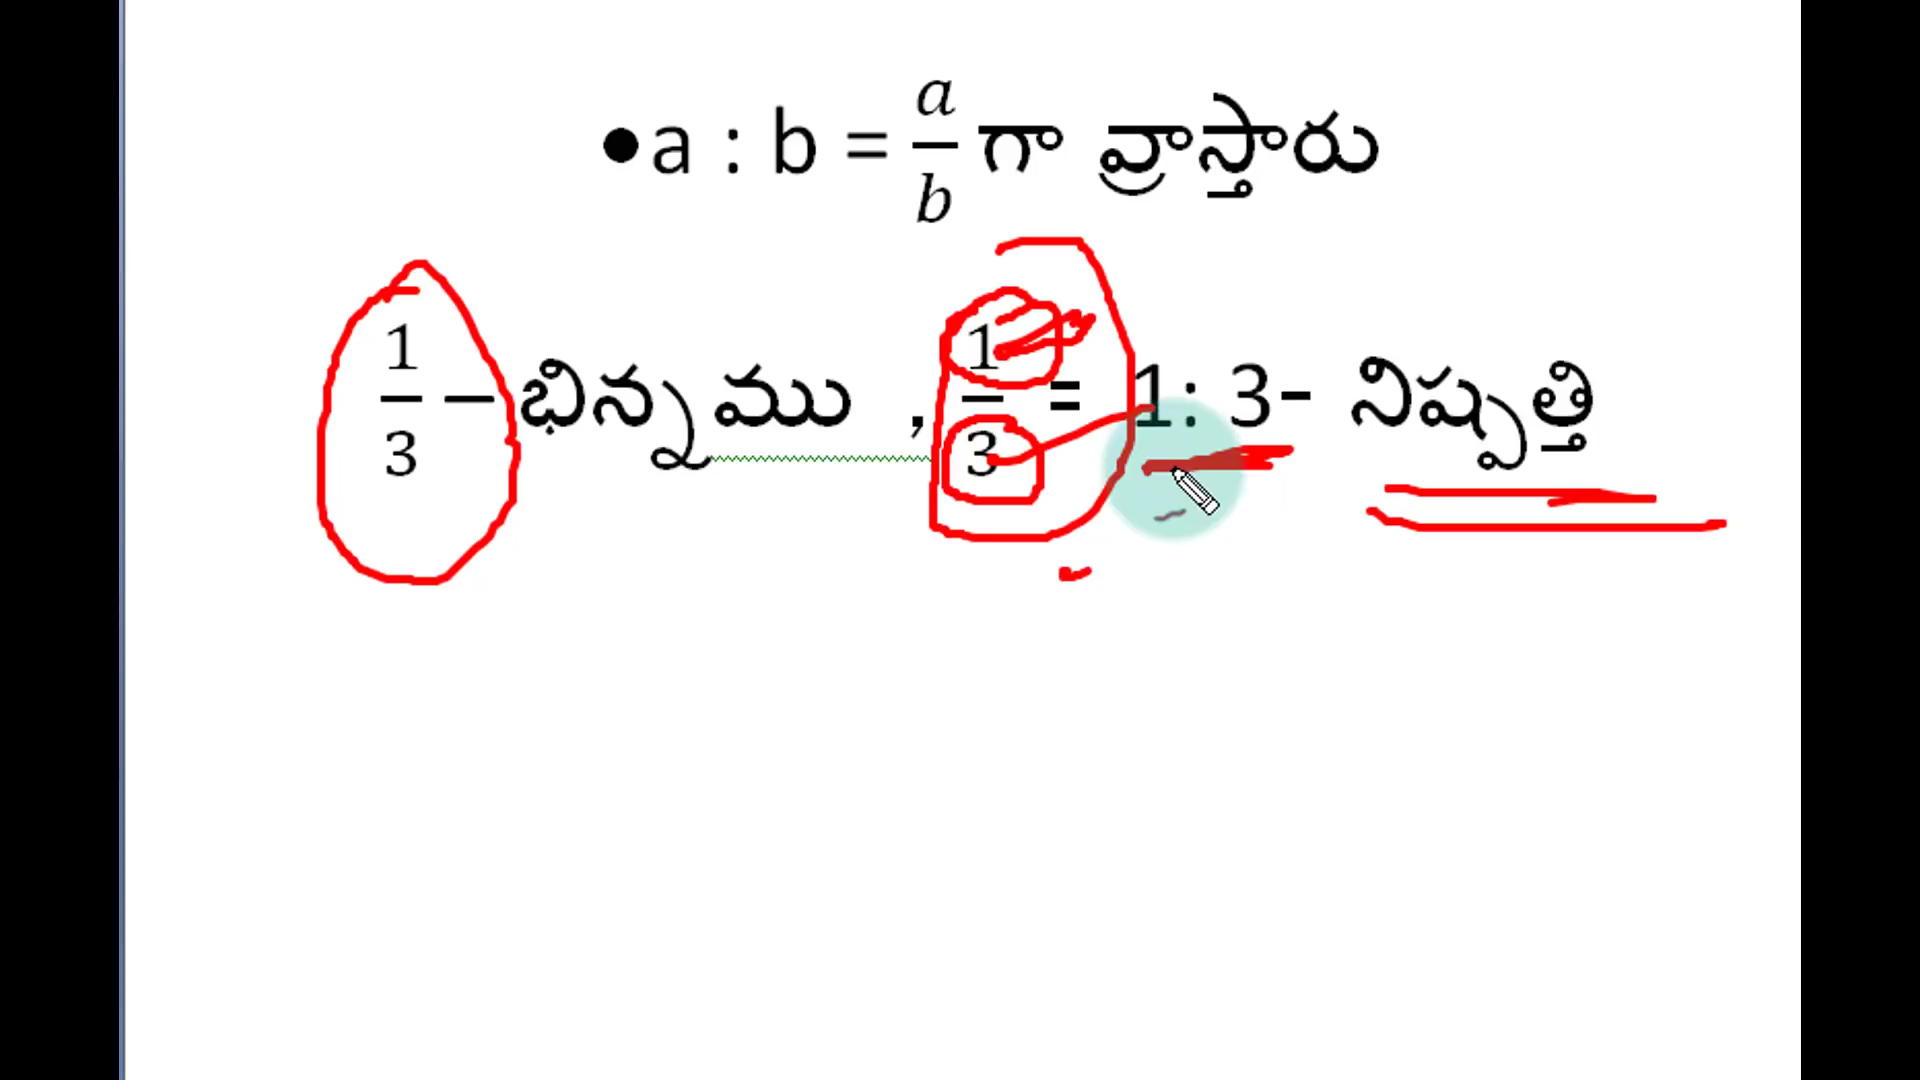 •a : b = a/b గా వ్రాస్తారు
1/3 – భిన్నము , 1/3 = 1: 3- నిష్పత్తి